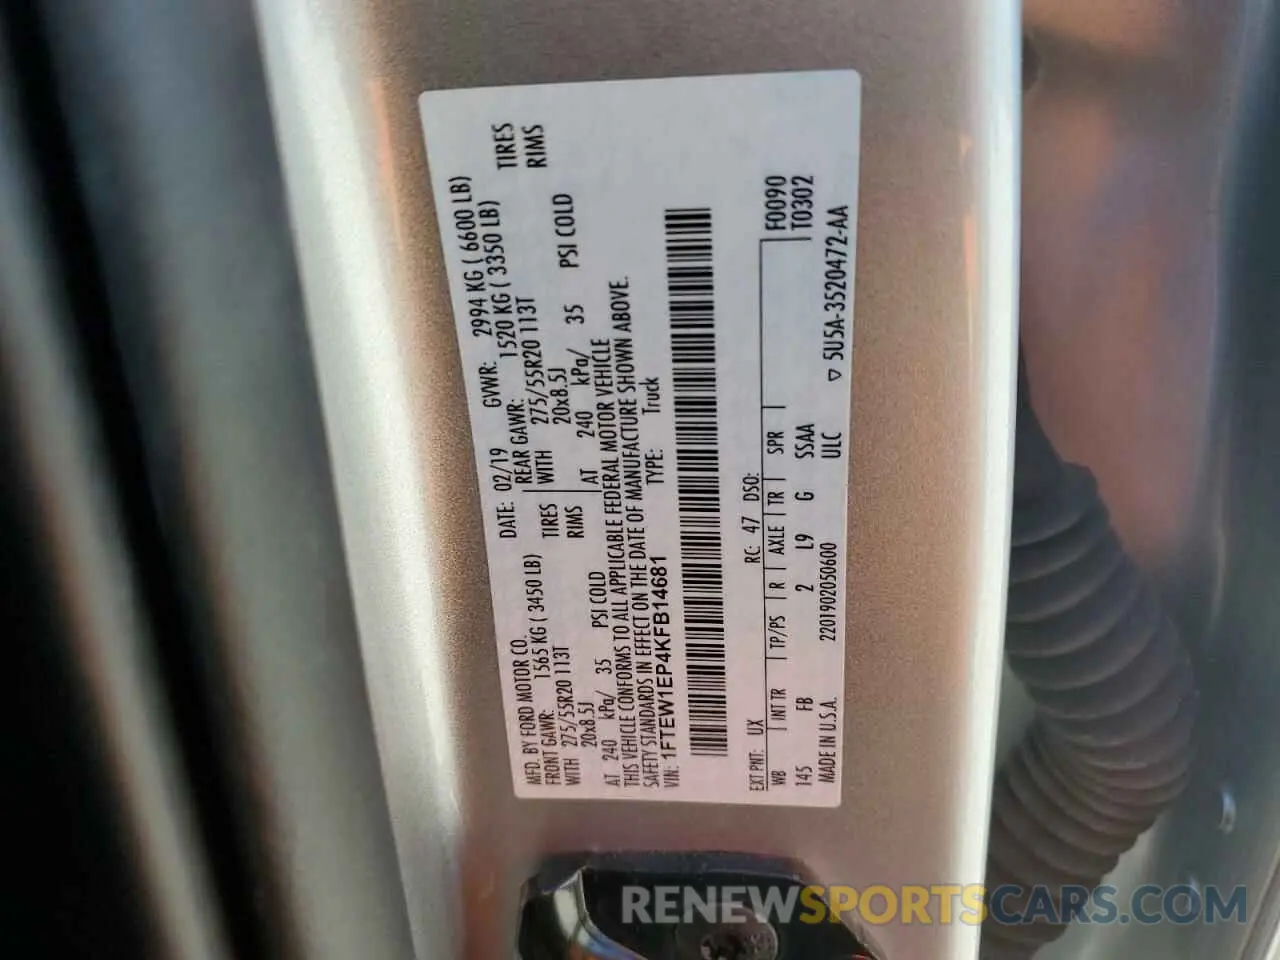 MFD. BY FORD MOTOR CO. DATE: 02/19 GVWR: 2994 KG ( 6600 LB)
FRONT GAWR: 1565 KG ( 3450 LB) REAR GAWR: 1520 KG ( 3350 LB)
WITH 275/55R20 113T TIRES WITH 275/55R20 113T TIRES
20x8.5J RIMS 20x8.5J RIMS
AT 240 kPa/ 35 PSI COLD AT 240 kPa/ 35 PSI COLD
THIS VEHICLE CONFORMS TO ALL APPLICABLE FEDERAL MOTOR VEHICLE
SAFETY STANDARDS IN EFFECT ON THE DATE OF MANUFACTURE SHOWN ABOVE.
VIN: 1FTEW1EP4KFB14681 TYPE: Truck
EXT PNT: UX RC: 47 DSO: F0090
WB INT TR TP/PS R AXLE TR SPR T0302
145 FB 2 L9 G SSAA
MADE IN U.S.A. 2201902050600 ULC ▽ 5U5A-3520472-AA
RENEWSPORTSCARS.COM